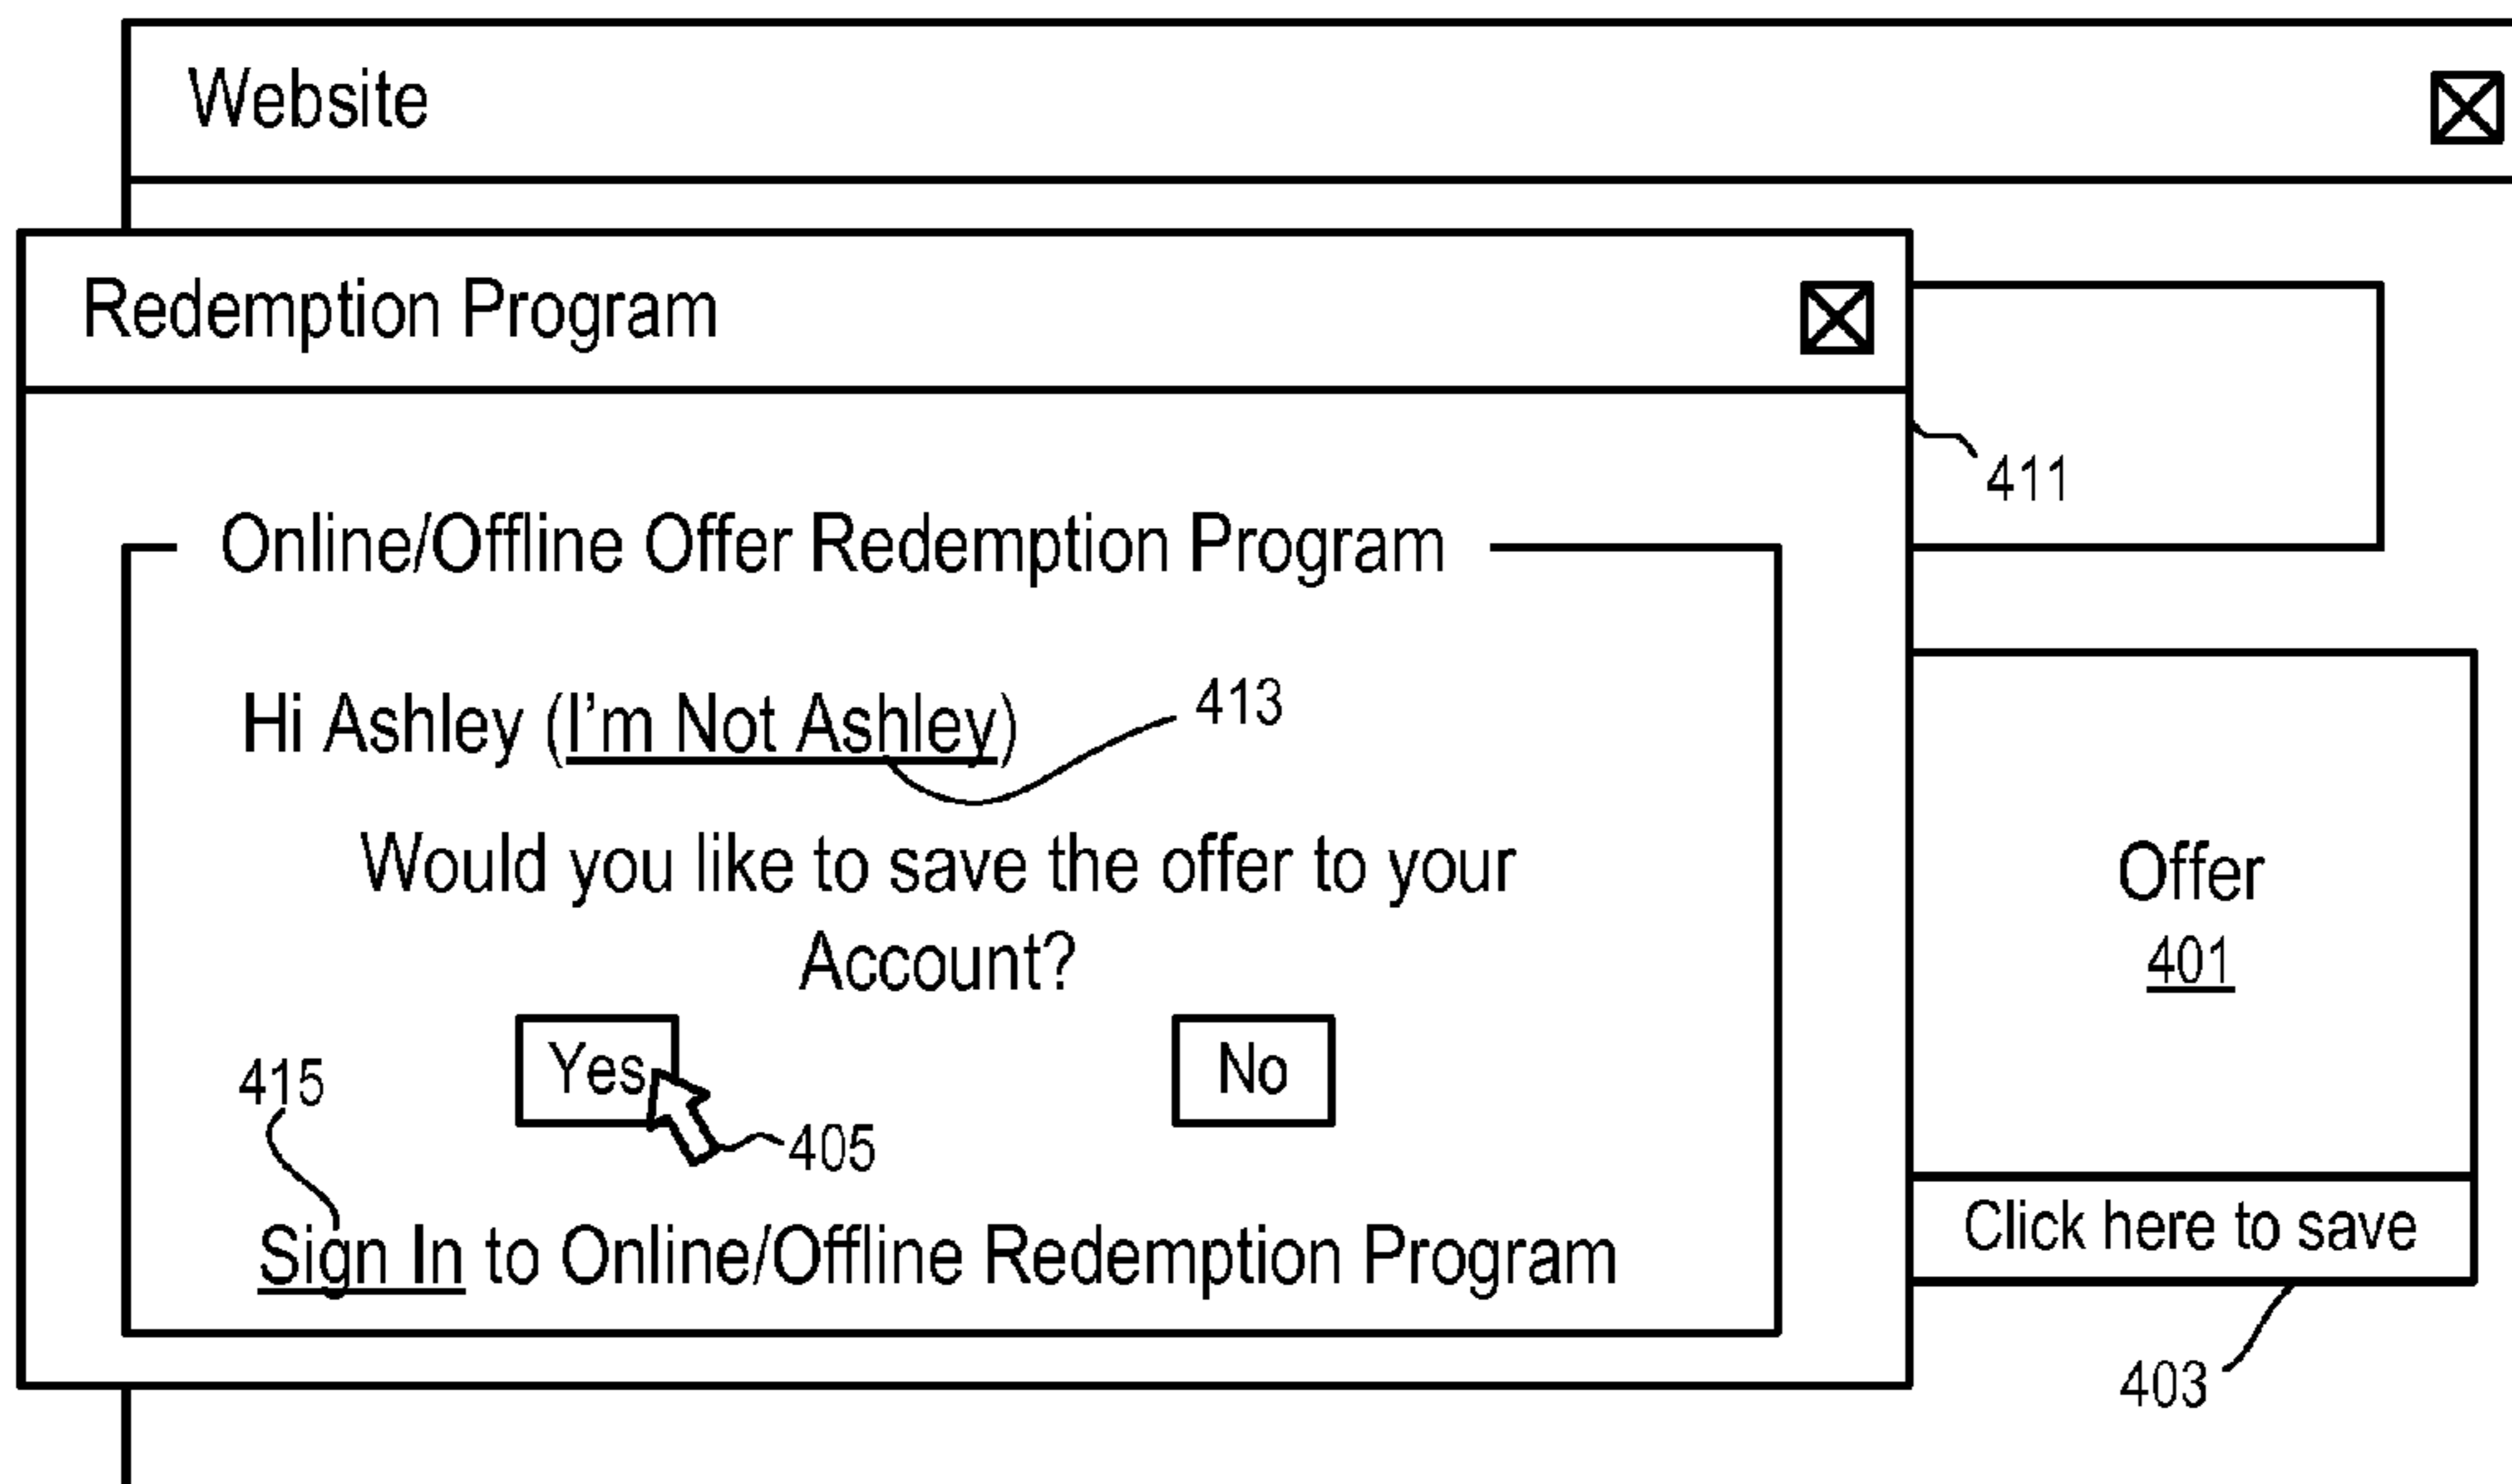 Website
Redemption Program
411
Online/Offline Offer Redemption Program
Hi Ashley (I'm Not Ashley)
413
Would you like to save the offer to your
Account?
Offer
401
Yes
No
415
405
Sign In to Online/Offline Redemption Program
Click here to save
403